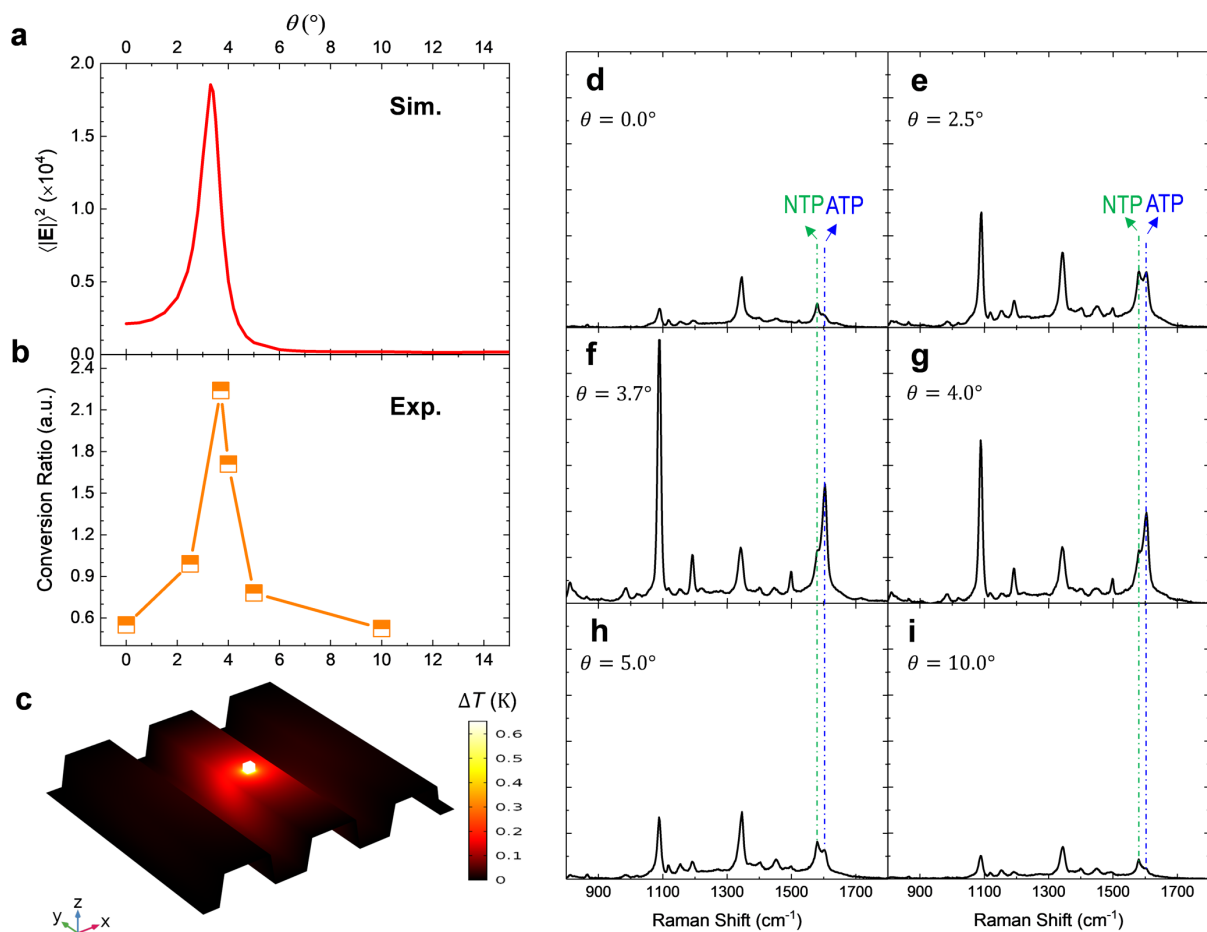 a
θ (°)
0 2 4 6 8 10 12 14
2.0
1.5
1.0
0.5
0.0
⟨|E|⟩² (×10⁴)
Sim.
b
2.4
2.1
1.8
1.5
1.2
0.9
0.6
Conversion Ratio (a.u.)
Exp.
0 2 4 6 8 10 12 14
c
ΔT (K)
0.6
0.5
0.4
0.3
0.2
0.1
0
z
y
x
d
θ = 0.0°
NTP ATP
e
θ = 2.5°
NTP ATP
f
θ = 3.7°
g
θ = 4.0°
h
θ = 5.0°
i
θ = 10.0°
900 1100 1300 1500 1700
900 1100 1300 1500 1700
Raman Shift (cm⁻¹)
Raman Shift (cm⁻¹)